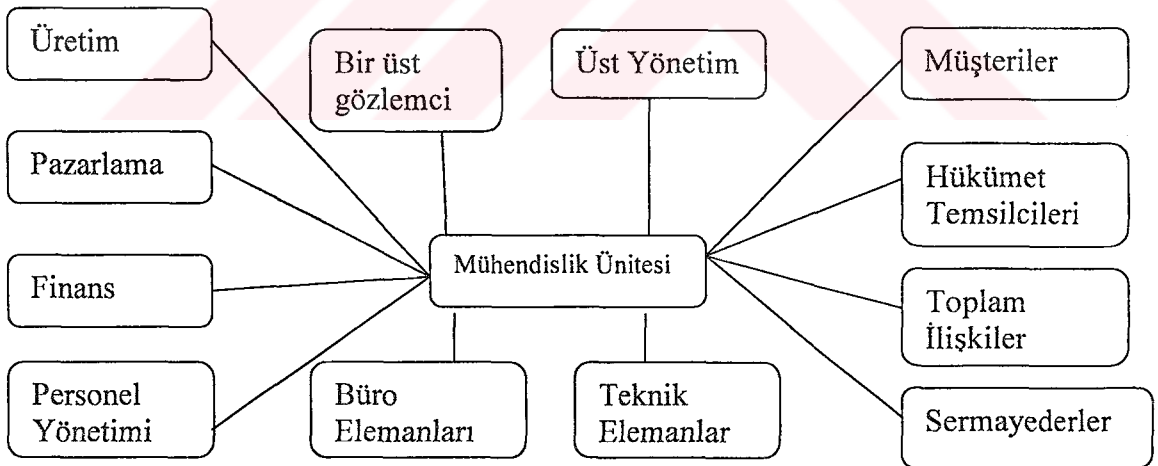 Üretim
Bir üst
gözlemci
Üst Yönetim
Müşteriler
Pazarlama
Hükümet
Temsilcileri
Mühendislik Ünitesi
Finans
Toplam
İlişkiler
Personel
Yönetimi
Büro
Elemanları
Teknik
Elemanlar
Sermayederler